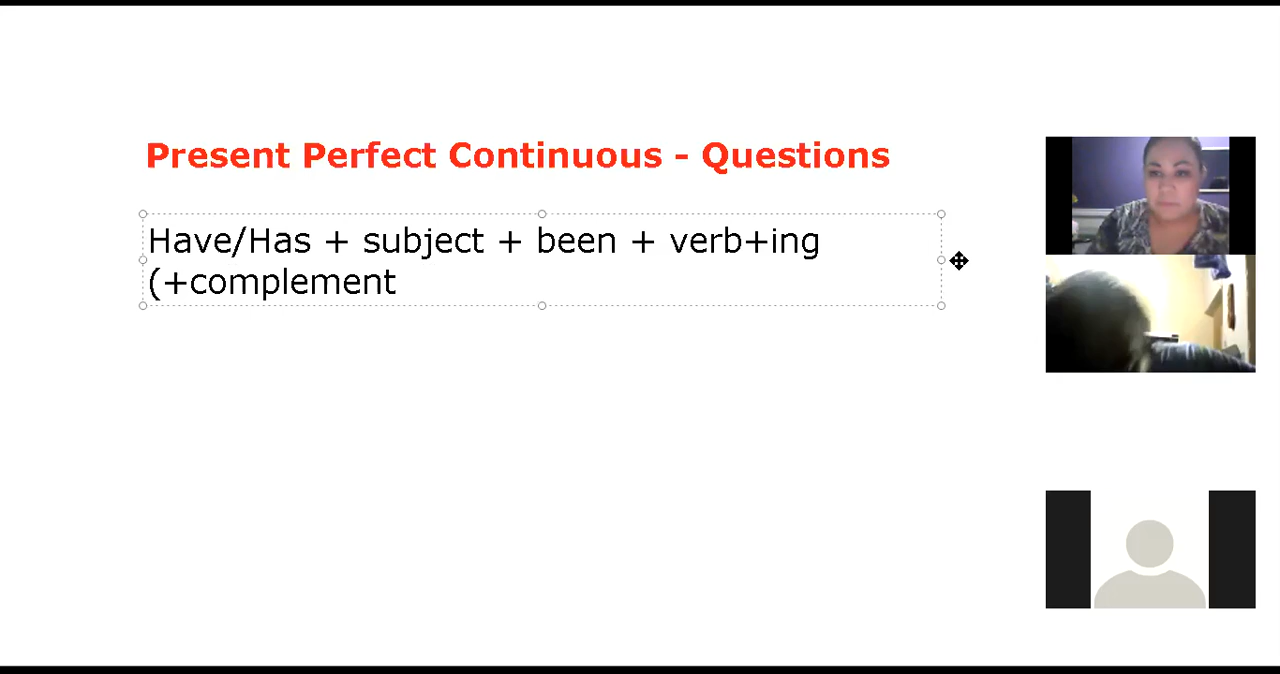 Present Perfect Continuous - Questions
Have/Has + subject + been + verb+ing
(+complement